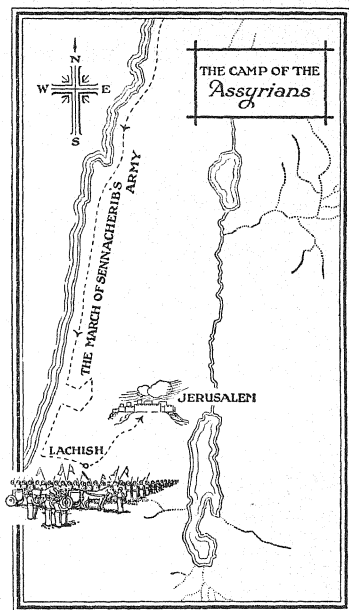 N
W E
S
THE CAMP OF THE
Assyrians
THE MARCH OF SENNACHERIB'S
ARMY
JERUSALEM
LACHISH